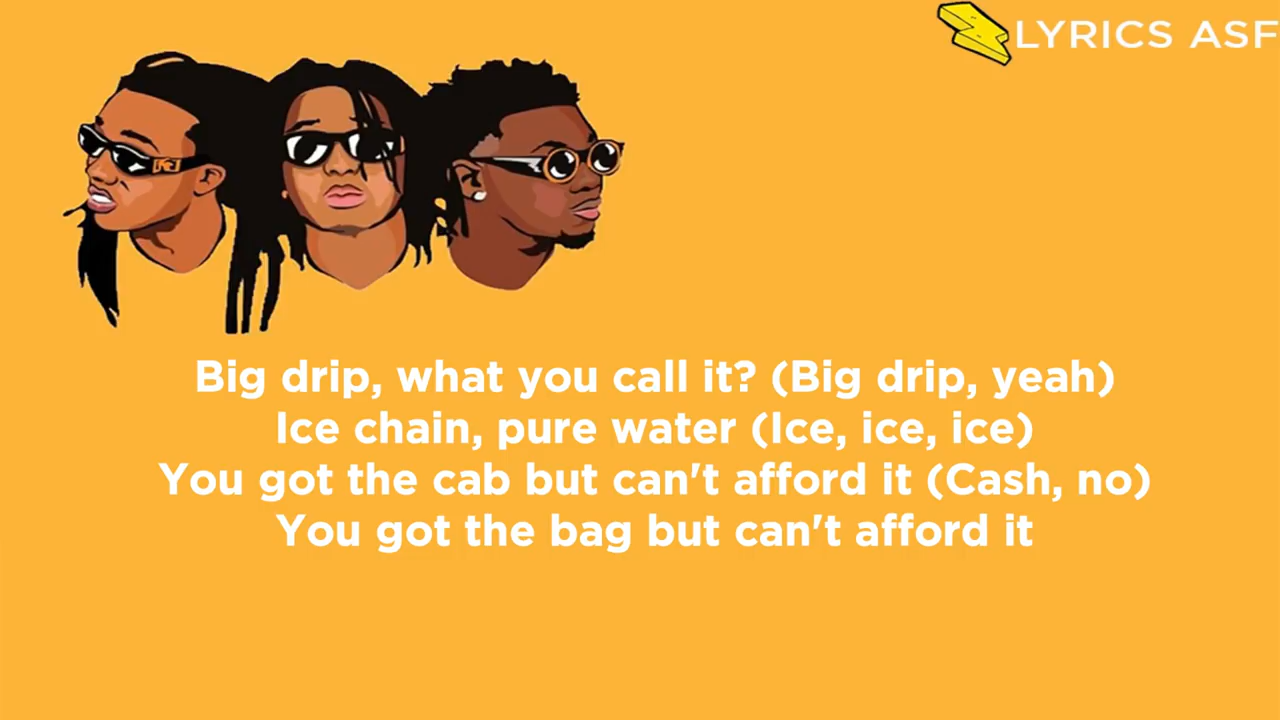 LYRICS ASF
Big drip, what you call it? (Big drip, yeah)
Ice chain, pure water (Ice, ice, ice)
You got the cab but can't afford it (Cash, no)
You got the bag but can't afford it